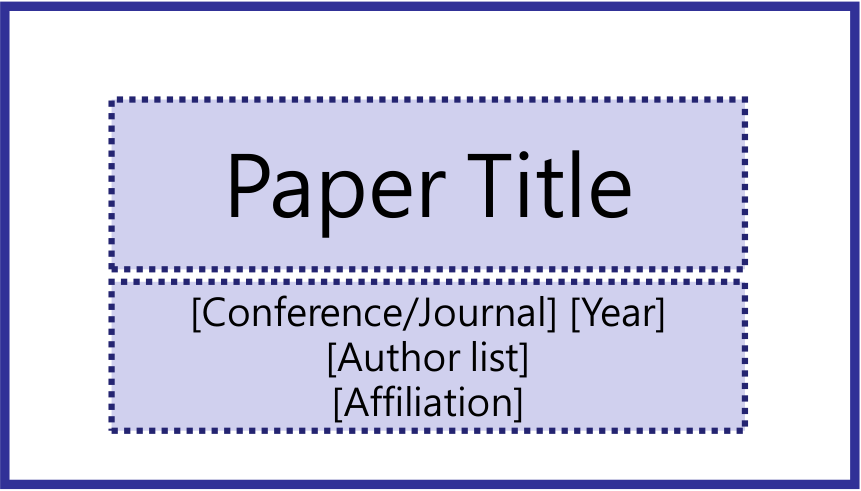 Paper Title
[Conference/Journal] [Year]
[Author list]
[Affiliation]